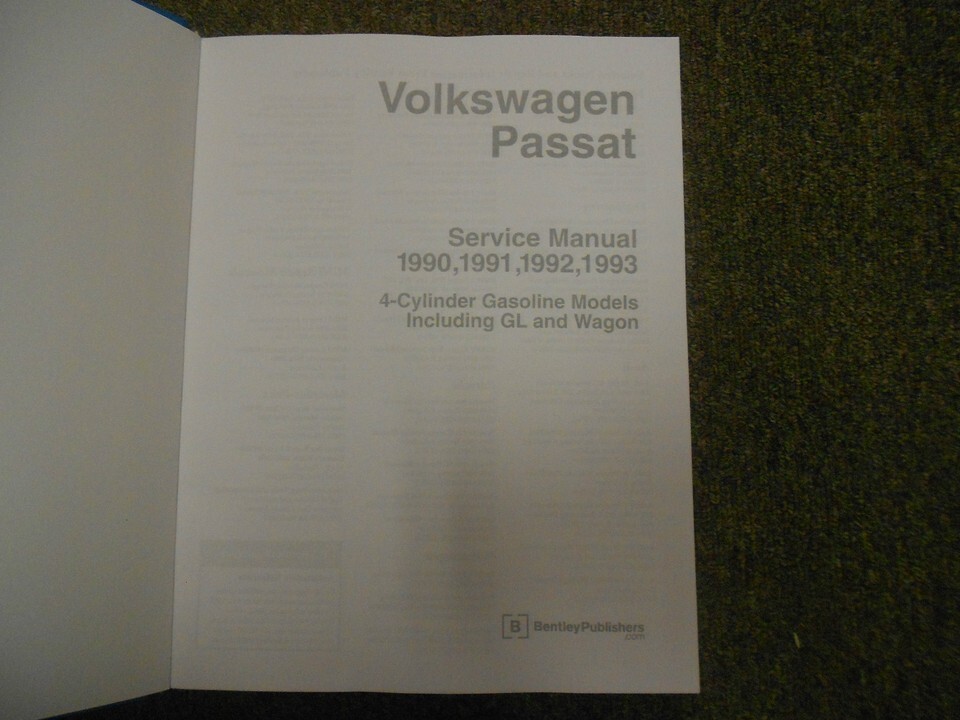 Volkswagen
Passat
Service Manual
1990,1991,1992,1993
4-Cylinder Gasoline Models
Including GL and Wagon
B BentleyPublishers
.com